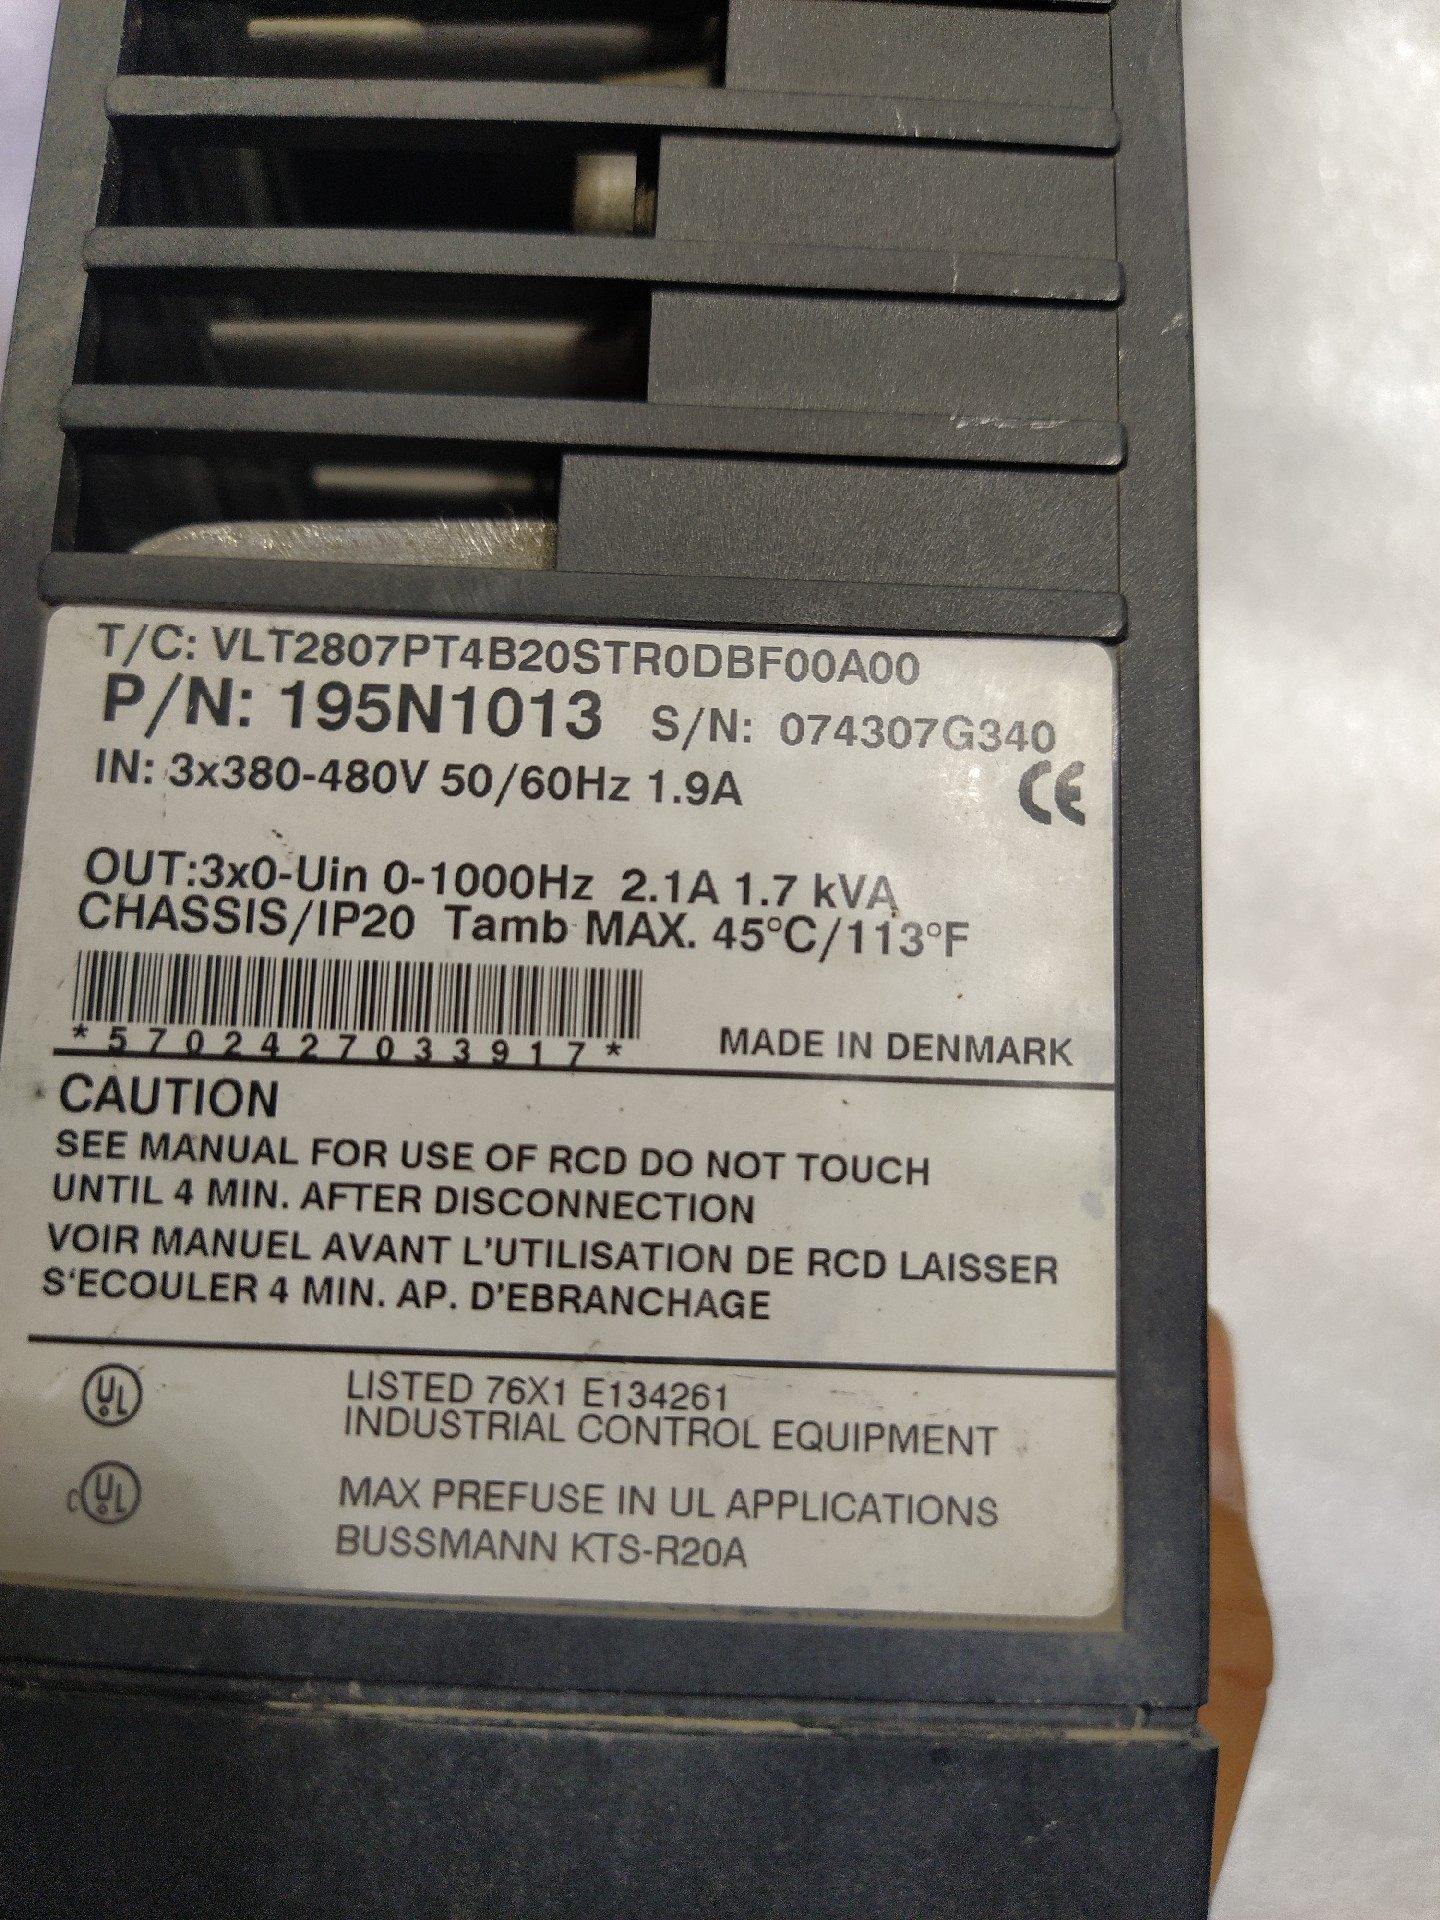 T/C: VLT2807PT4B20STR0DBF00A00
P/N: 195N1013 S/N: 074307G340
IN: 3x380-480V 50/60Hz 1.9A
CE
OUT:3x0-Uin 0-1000Hz 2.1A 1.7 kVA
CHASSIS/IP20 Tamb MAX. 45°C/113°F
*5702427033917*
MADE IN DENMARK
CAUTION
SEE MANUAL FOR USE OF RCD DO NOT TOUCH
UNTIL 4 MIN. AFTER DISCONNECTION
VOIR MANUEL AVANT L'UTILISATION DE RCD LAISSER
S'ECOULER 4 MIN. AP. D'EBRANCHAGE
UL LISTED 76X1 E134261
INDUSTRIAL CONTROL EQUIPMENT
c UL MAX PREFUSE IN UL APPLICATIONS
BUSSMANN KTS-R20A